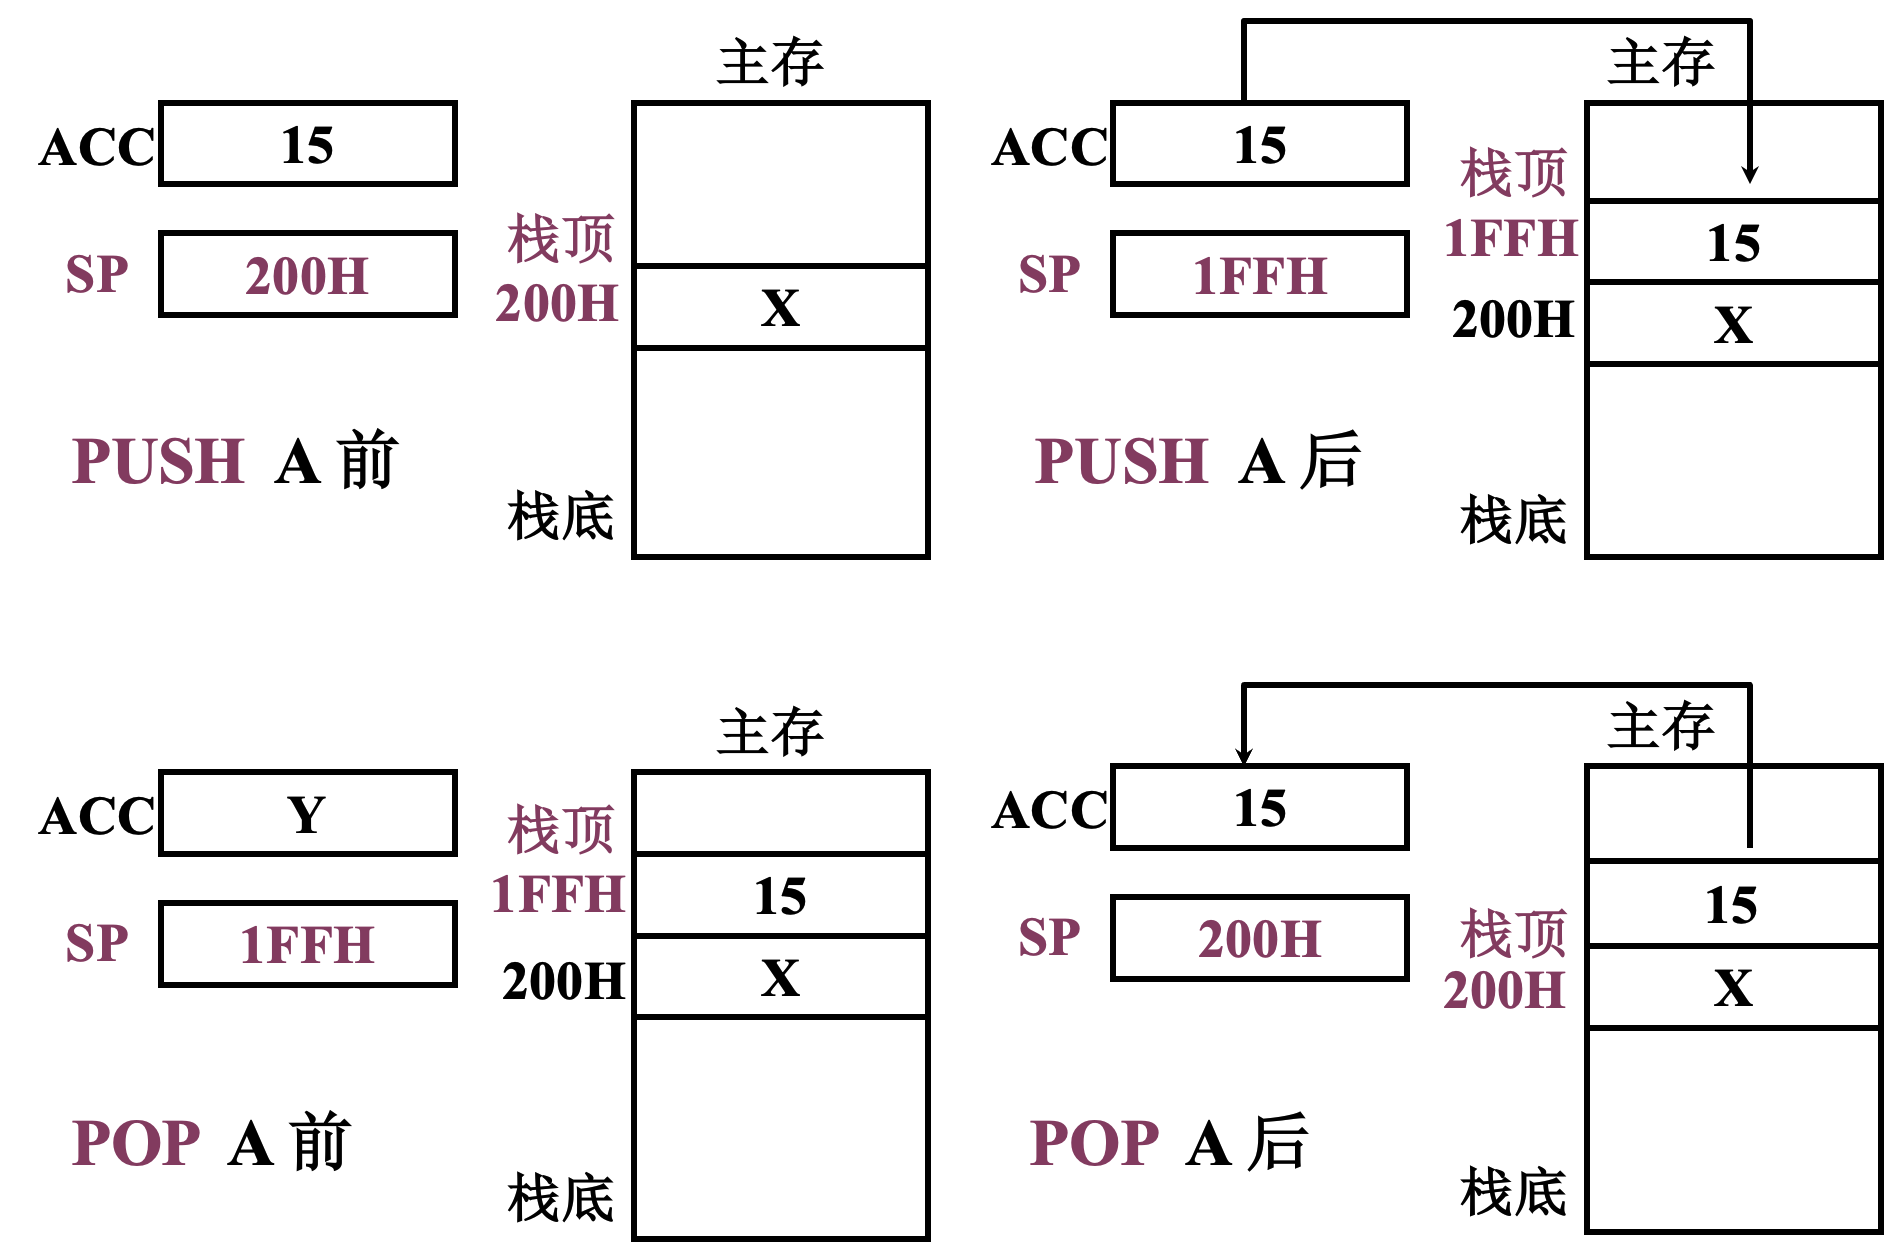 主存
ACC 15
栈顶
SP 200H
200H X
PUSH A 前
栈底
主存
ACC 15
栈顶
1FFH 15
SP 1FFH
200H X
PUSH A 后
栈底
主存
ACC Y
栈顶
1FFH 15
SP 1FFH
200H X
POP A 前
栈底
主存
ACC 15
15
SP 200H
栈顶
200H X
POP A 后
栈底